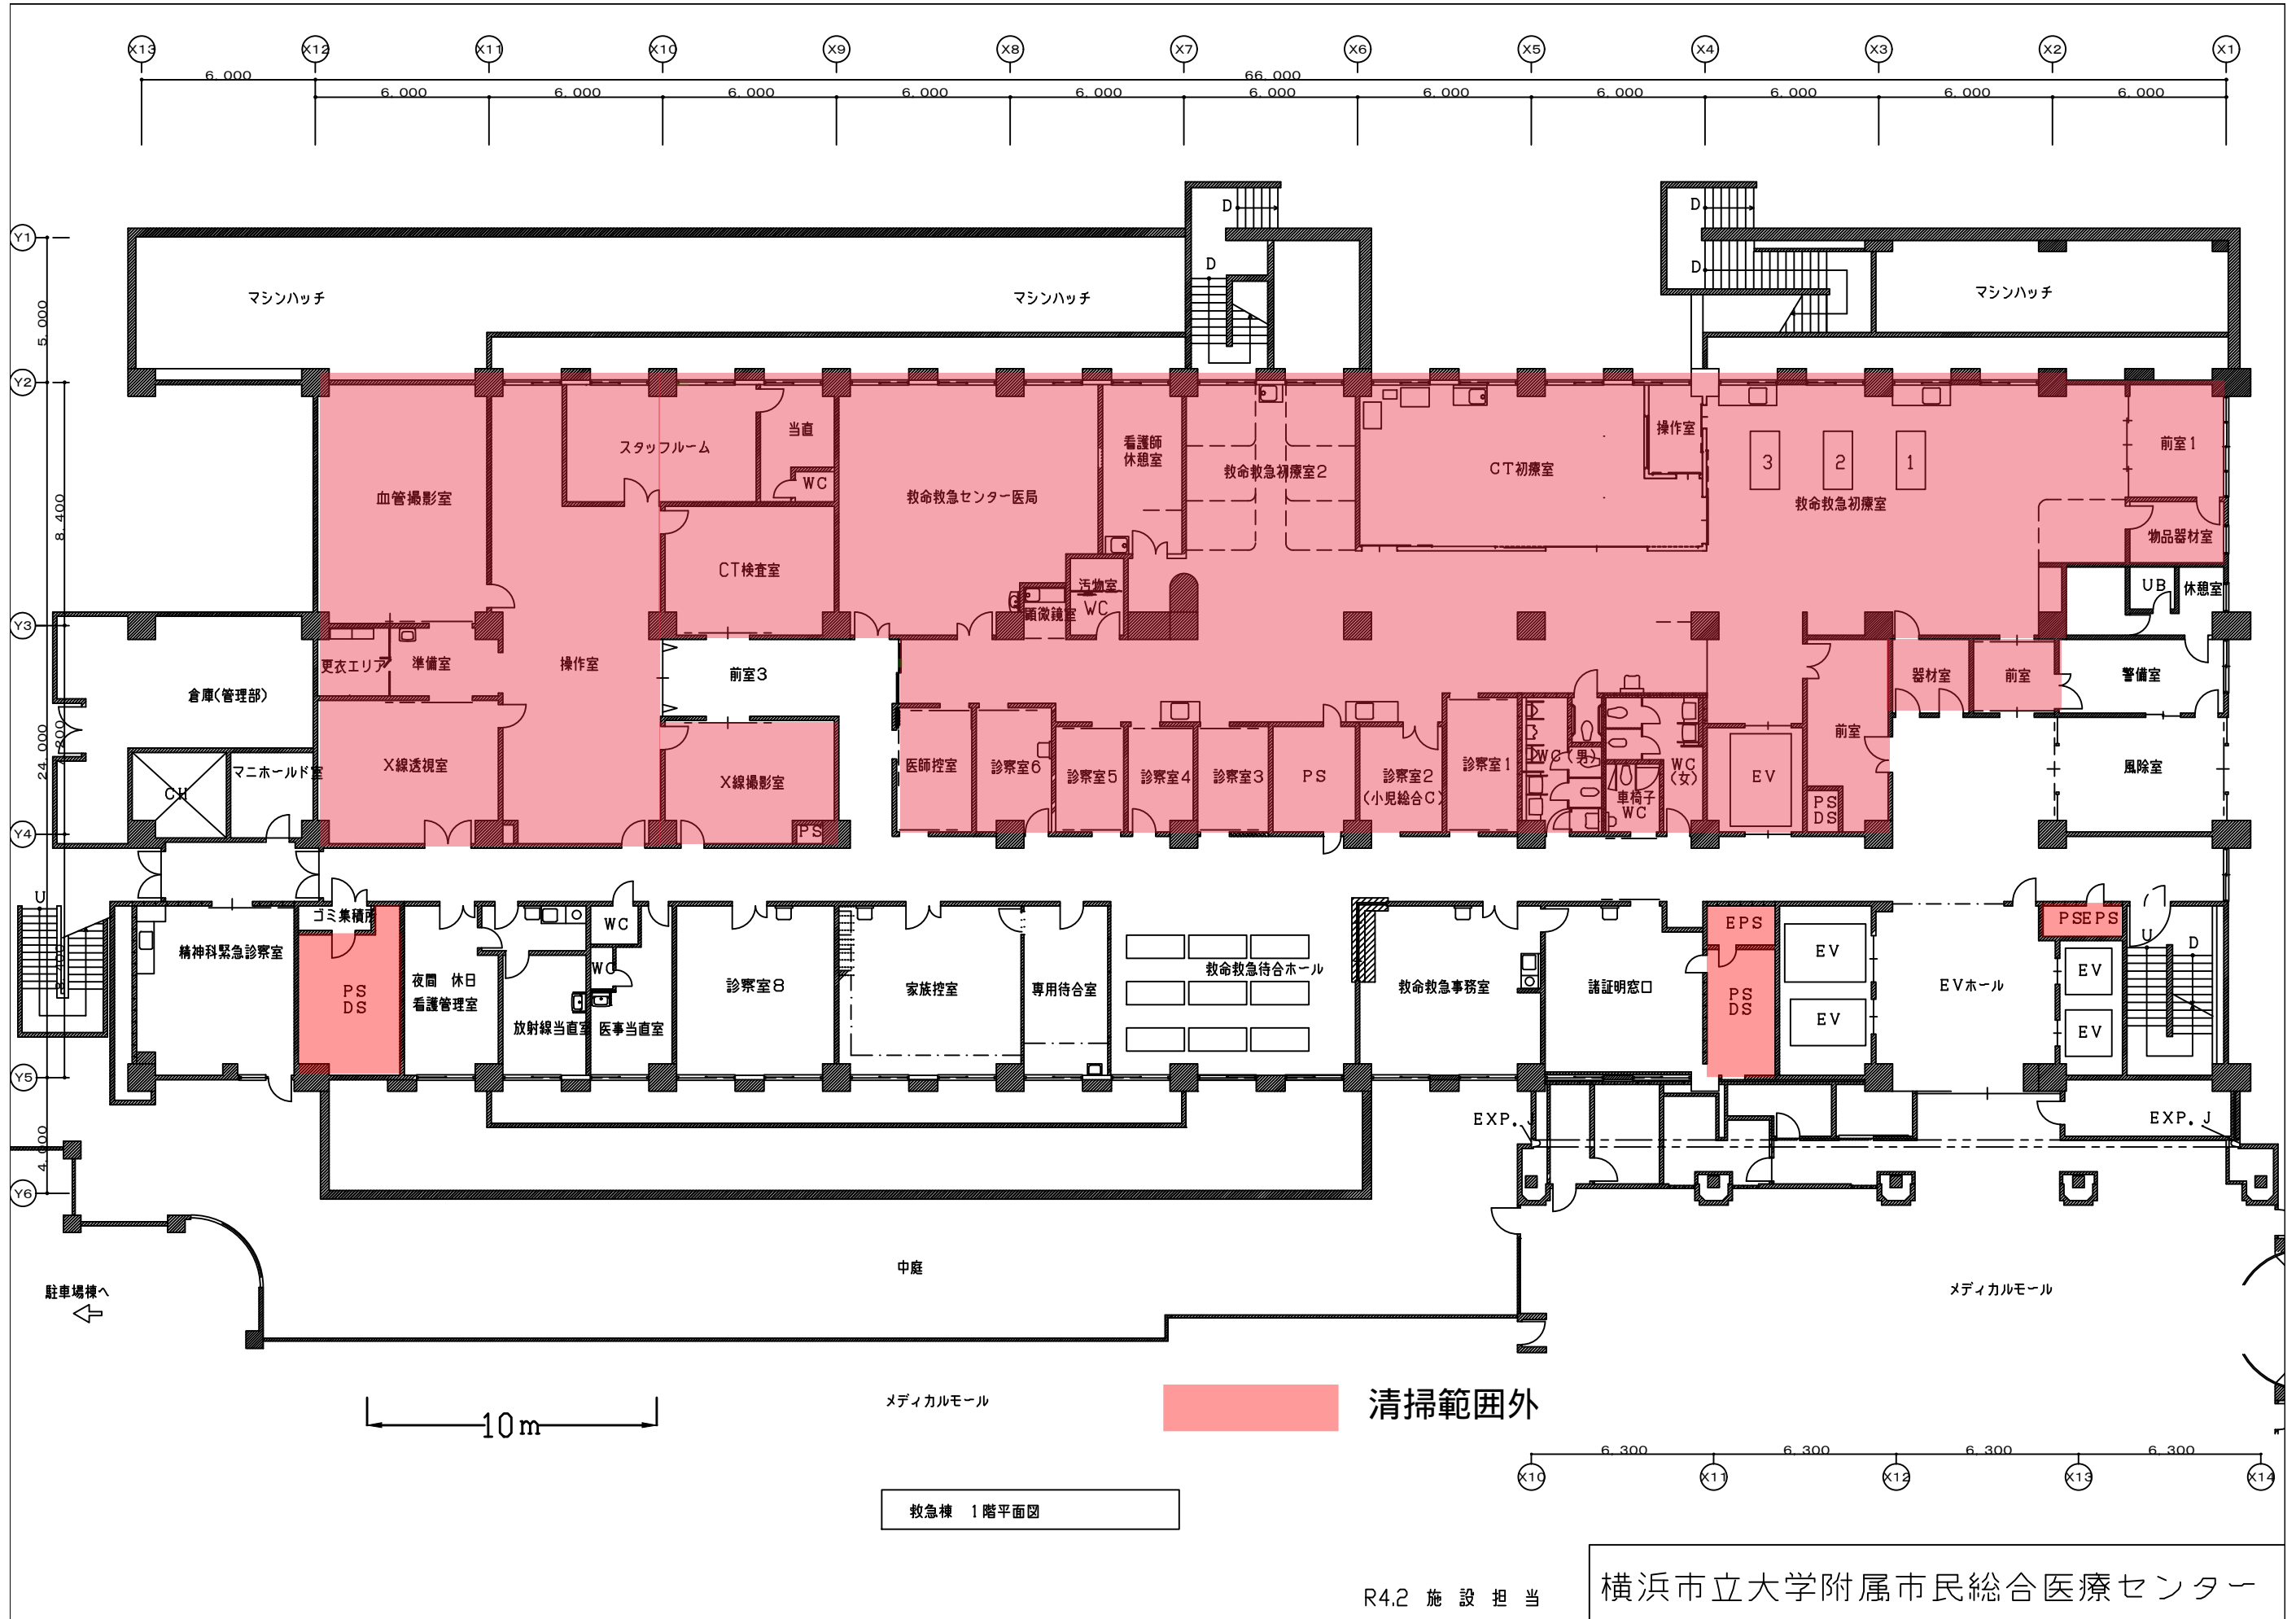 X13 X12 X11 X10 X9 X8 X7 X6 X5 X4 X3 X2 X1
6,000 66,000
6,000 6,000 6,000 6,000 6,000 6,000 6,000 6,000 6,000 6,000 6,000
D D
Y1
D D
マシンハッチ マシンハッチ マシンハッチ
5,000
Y2
スタッフルーム 当直 看護師 休憩室 操作室 前室1
WC 救命救急初療室2 CT初療室 3 2 1
血管撮影室 救命救急センター医局 救命救急初療室
8,400
物品器材室
CT検査室 汚物室 UB 休憩室
顕微鏡室 WC
Y3
更衣エリア 準備室 操作室 前室3 器材室 前室 警備室
倉庫(管理部)
24,000
前室
X線透視室 マニホールド室 X線撮影室 医師控室 診察室6 診察室5 診察室4 診察室3 PS 診察室2 (小児総合C) 診察室1 WC(男) WC (女) EV 風除室
CH 車椅子 WC PS DS
Y4 PS
U
ゴミ集積所 WC EPS PS EPS
精神科緊急診察室 夜間 休日 看護管理室 WC 救命救急待合ホール U D
EV EV
PS DS 診察室8 家族控室 専用待合室 救命救急事務室 諸証明窓口 PS DS EVホール
放射線当直室 医事当直室 EV EV
Y5
EXP. J EXP. J
4,000
Y6
中庭
駐車場棟へ メディカルモール
メディカルモール 清掃範囲外
10m
6,300 6,300 6,300 6,300
X10 X11 X12 X13 X14
救急棟 1階平面図
R4.2 施設担当 横浜市立大学附属市民総合医療センター